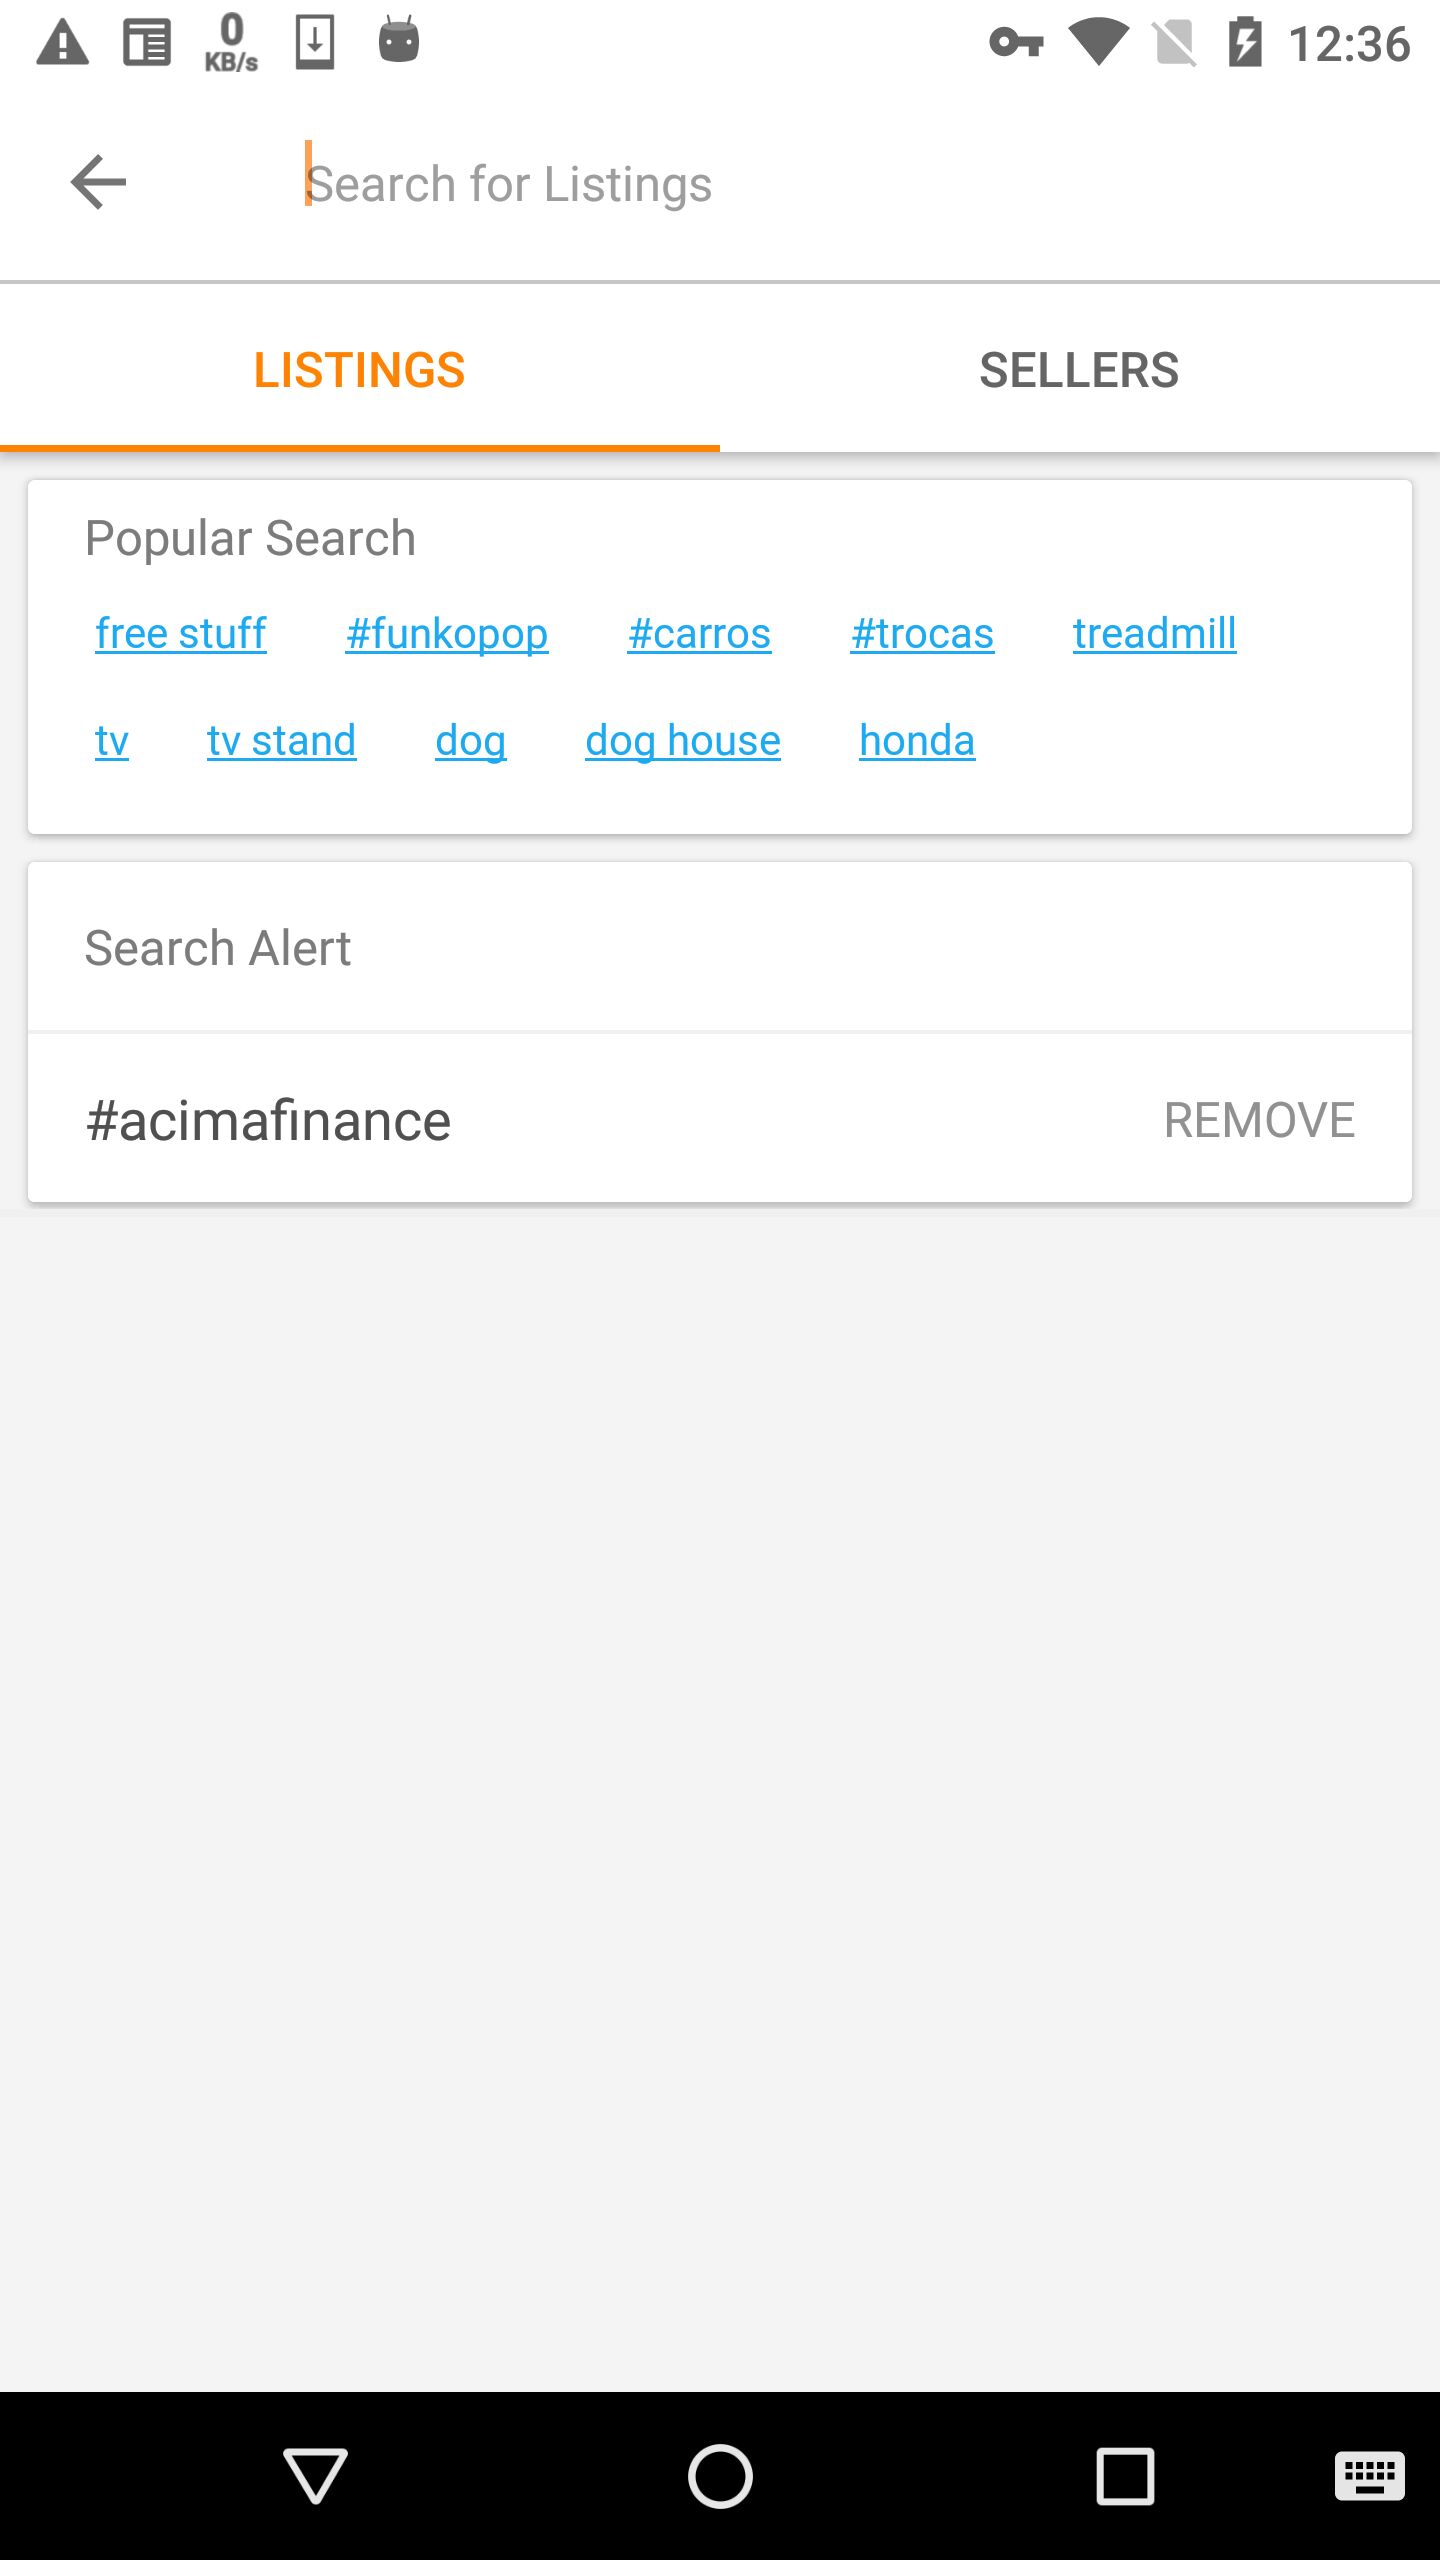 0
KB/s
12:36
Search for Listings
LISTINGS SELLERS
Popular Search
free stuff #funkopop #carros #trocas treadmill
tv tv stand dog dog house honda
Search Alert
#acimafinance REMOVE